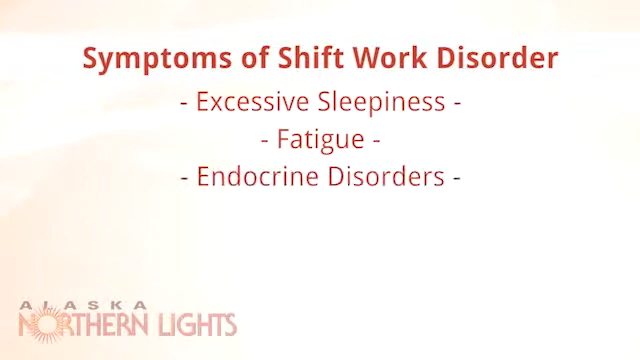 Symptoms of Shift Work Disorder
- Excessive Sleepiness -
- Fatigue -
- Endocrine Disorders -
ALASKA
NORTHERN LIGHTS